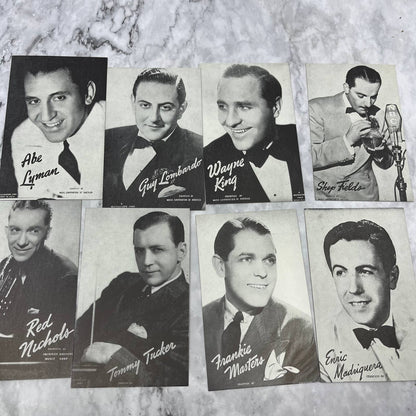 Abe
Lyman
Guy Lombardo
Wayne
King
Shep Fields
Red
Nichols
Tommy Tucker
Frankie
Masters
Enric
Madriguera